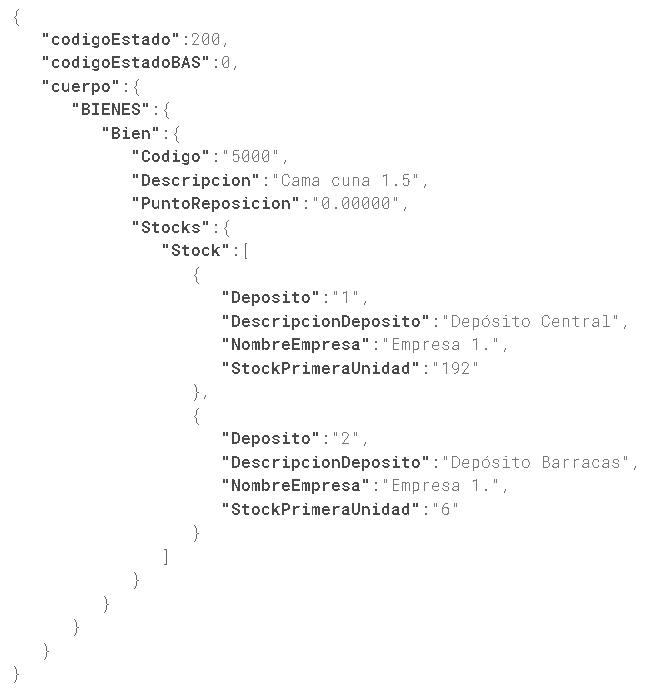 {
"codigoEstado":200,
"codigoEstadoBAS":0,
"cuerpo":{
"BIENES":{
"Bien":{
"Codigo":"5000",
"Descripcion":"Cama cuna 1.5",
"PuntoReposicion":"0.00000",
"Stocks":{
"Stock":[
{
"Deposito":"1",
"DescripcionDeposito":"Depósito Central",
"NombreEmpresa":"Empresa 1.",
"StockPrimeraUnidad":"192"
},
{
"Deposito":"2",
"DescripcionDeposito":"Depósito Barracas",
"NombreEmpresa":"Empresa 1.",
"StockPrimeraUnidad":"6"
}
]
}
}
}
}
}